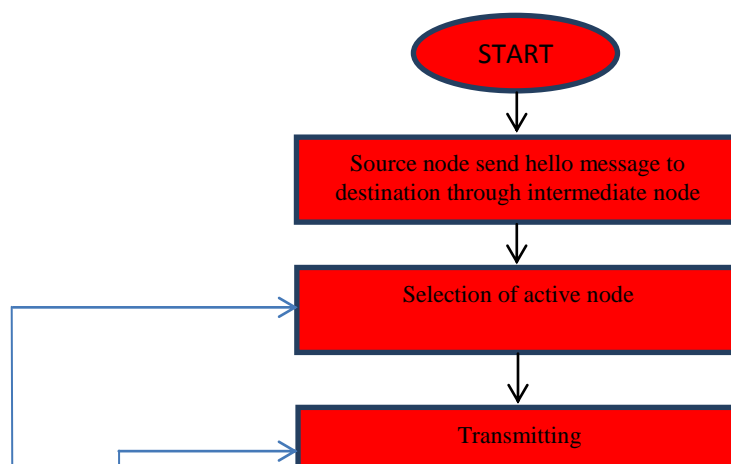 START
Source node send hello message to
destination through intermediate node
Selection of active node
Transmitting